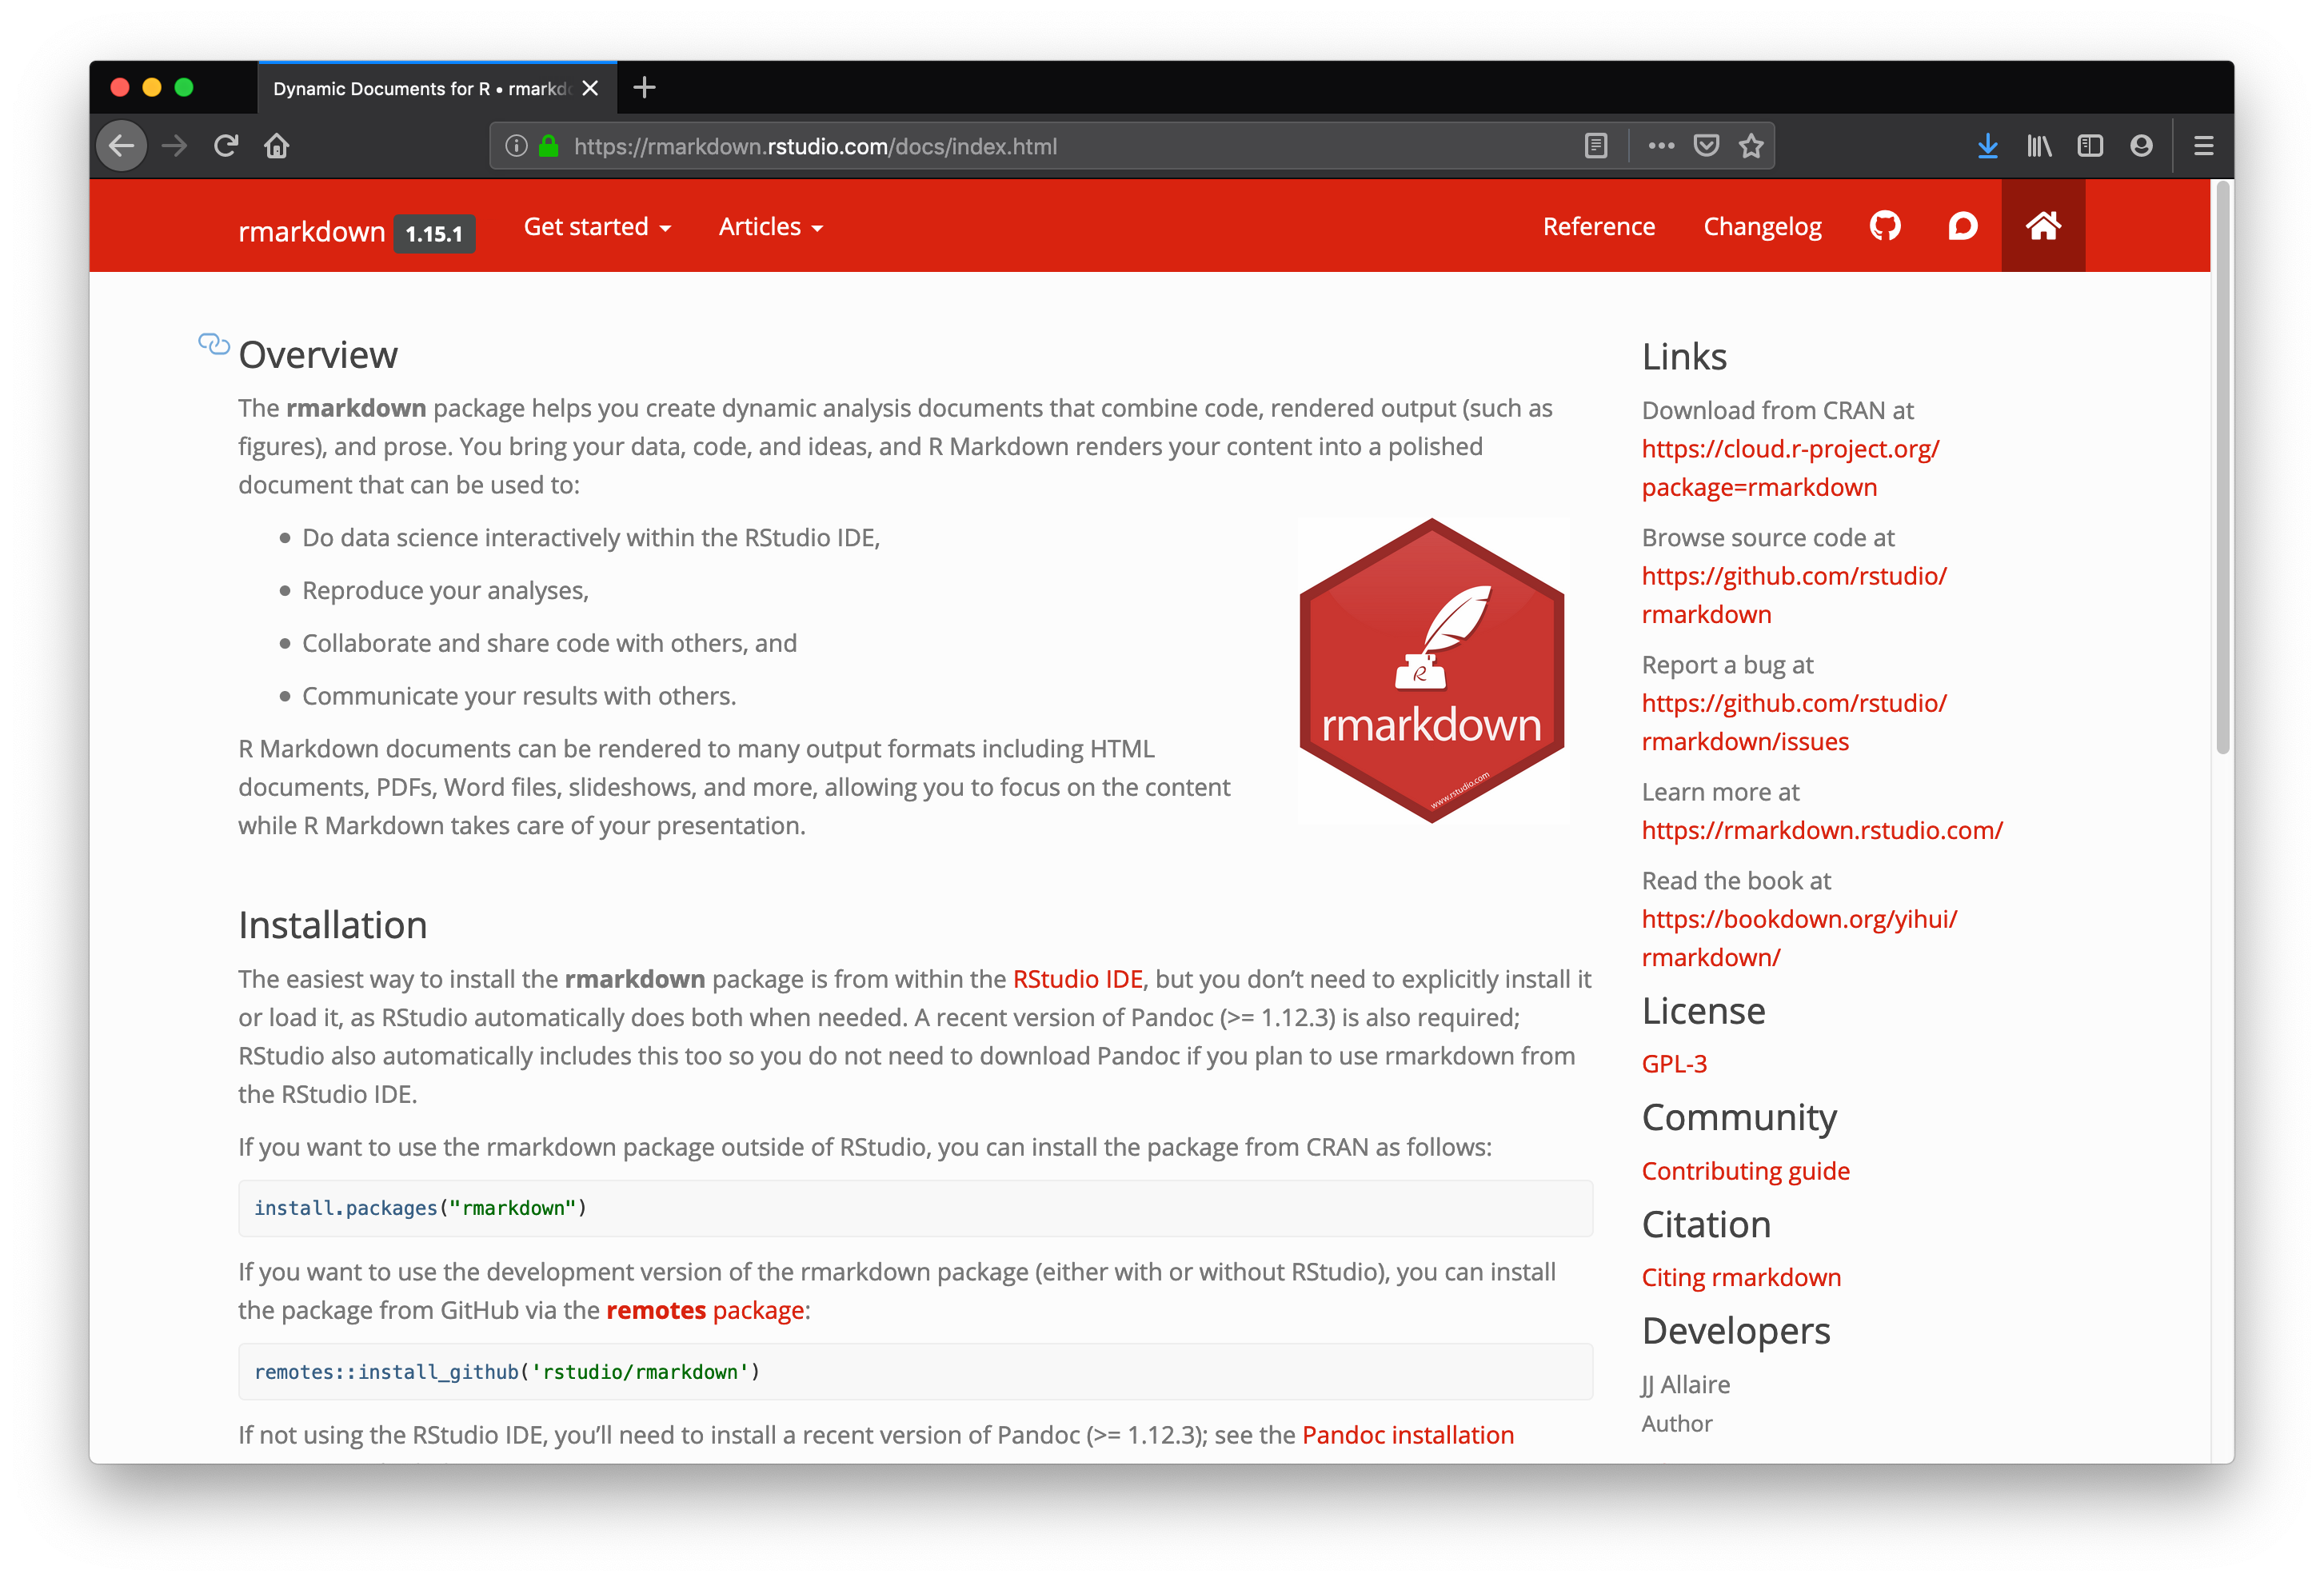 Dynamic Documents for R • rmarkd
https://rmarkdown.rstudio.com/docs/index.html
rmarkdown 1.15.1 Get started Articles Reference Changelog
Overview
The rmarkdown package helps you create dynamic analysis documents that combine code, rendered output (such as
figures), and prose. You bring your data, code, and ideas, and R Markdown renders your content into a polished
document that can be used to:
• Do data science interactively within the RStudio IDE,
• Reproduce your analyses,
• Collaborate and share code with others, and
• Communicate your results with others.
R Markdown documents can be rendered to many output formats including HTML
documents, PDFs, Word files, slideshows, and more, allowing you to focus on the content
while R Markdown takes care of your presentation.
R
rmarkdown
www.rstudio.com
Installation
The easiest way to install the rmarkdown package is from within the RStudio IDE, but you don’t need to explicitly install it
or load it, as RStudio automatically does both when needed. A recent version of Pandoc (>= 1.12.3) is also required;
RStudio also automatically includes this too so you do not need to download Pandoc if you plan to use rmarkdown from
the RStudio IDE.
If you want to use the rmarkdown package outside of RStudio, you can install the package from CRAN as follows:
install.packages("rmarkdown")
If you want to use the development version of the rmarkdown package (either with or without RStudio), you can install
the package from GitHub via the remotes package:
remotes::install_github('rstudio/rmarkdown')
If not using the RStudio IDE, you’ll need to install a recent version of Pandoc (>= 1.12.3); see the Pandoc installation
Links
Download from CRAN at
https://cloud.r-project.org/
package=rmarkdown
Browse source code at
https://github.com/rstudio/
rmarkdown
Report a bug at
https://github.com/rstudio/
rmarkdown/issues
Learn more at
https://rmarkdown.rstudio.com/
Read the book at
https://bookdown.org/yihui/
rmarkdown/
License
GPL-3
Community
Contributing guide
Citation
Citing rmarkdown
Developers
JJ Allaire
Author